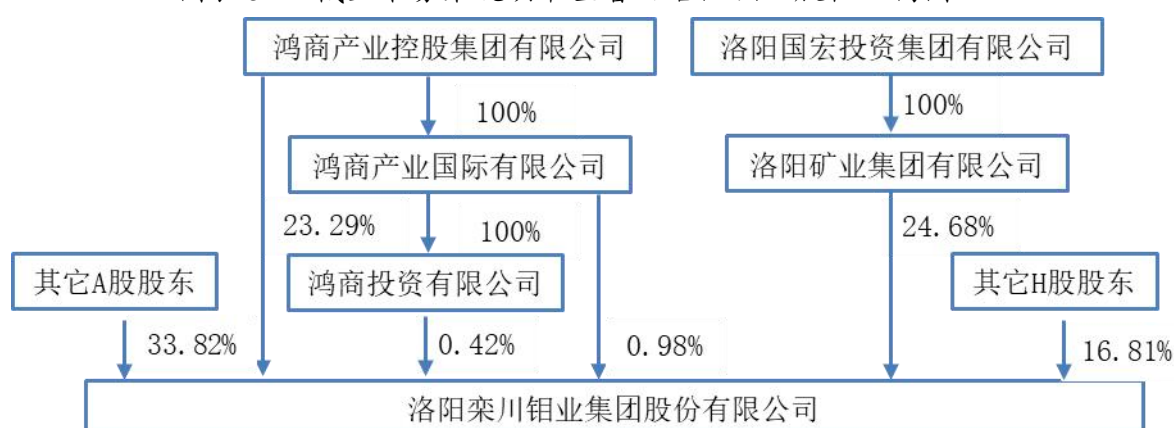 鸿商产业控股集团有限公司
洛阳国宏投资集团有限公司
100%
100%
鸿商产业国际有限公司
洛阳矿业集团有限公司
23.29%
100%
24.68%
其它A股股东
鸿商投资有限公司
其它H股股东
33.82%
0.42%
0.98%
16.81%
洛阳栾川钼业集团股份有限公司